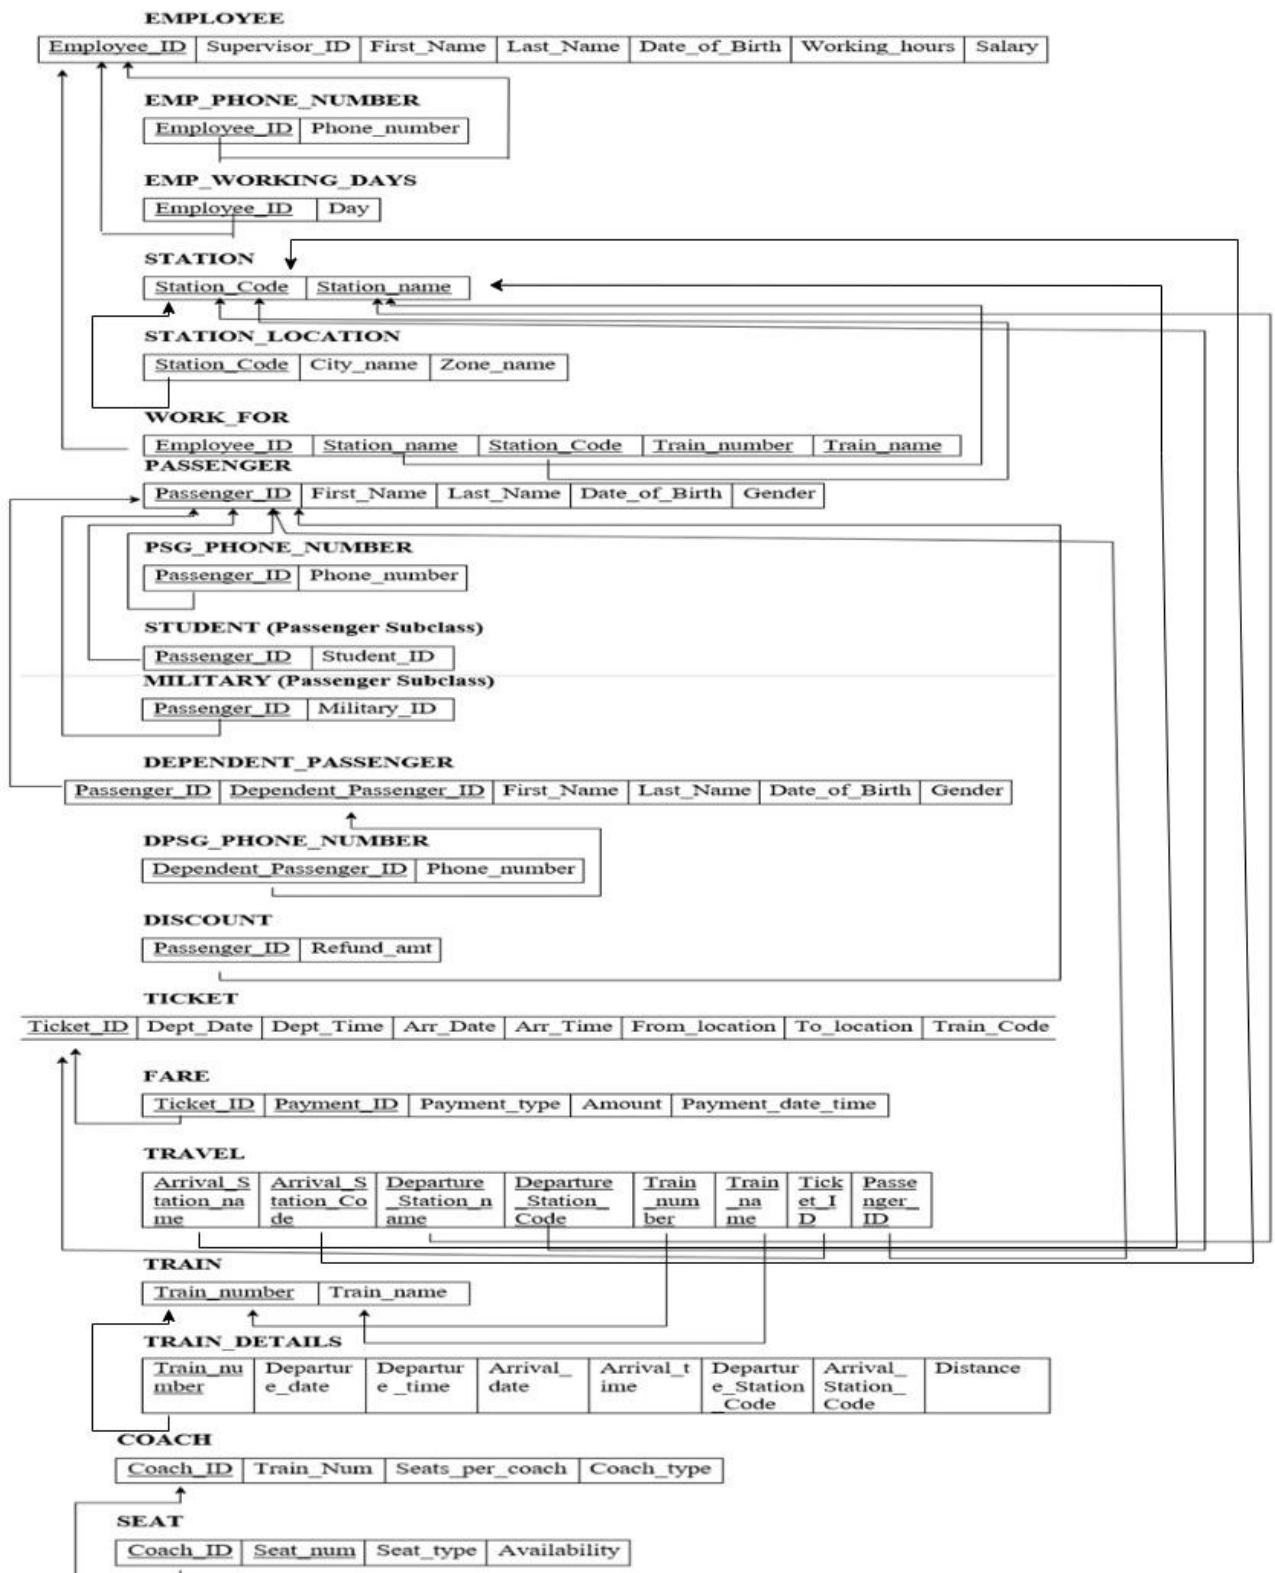 EMPLOYEE
Employee_ID Supervisor_ID First_Name Last_Name Date_of_Birth Working_hours Salary
EMP_PHONE_NUMBER
Employee_ID Phone_number
EMP_WORKING_DAYS
Employee_ID Day
STATION
Station_Code Station_name
STATION_LOCATION
Station_Code City_name Zone_name
WORK_FOR
Employee_ID Station_name Station_Code Train_number Train_name
PASSENGER
Passenger_ID First_Name Last_Name Date_of_Birth Gender
PSG_PHONE_NUMBER
Passenger_ID Phone_number
STUDENT (Passenger Subclass)
Passenger_ID Student_ID
MILITARY (Passenger Subclass)
Passenger_ID Military_ID
DEPENDENT_PASSENGER
Passenger_ID Dependent_Passenger_ID First_Name Last_Name Date_of_Birth Gender
DPSG_PHONE_NUMBER
Dependent_Passenger_ID Phone_number
DISCOUNT
Passenger_ID Refund_amt
TICKET
Ticket_ID Dept_Date Dept_Time Arr_Date Arr_Time From_location To_location Train_Code
FARE
Ticket_ID Payment_ID Payment_type Amount Payment_date_time
TRAVEL
Arrival_S Arrival_S Departure Departure Train Train Tick Passe
tation_na tation_Co _Station_n _Station_ _num _na et_I nger_
me de ame Code ber me D ID
TRAIN
Train_number Train_name
TRAIN_DETAILS
Train_nu Departur Departur Arrival_ Arrival_t Departur Arrival_ Distance
mber e_date e _time date ime e_Station Station_
_Code Code
COACH
Coach_ID Train_Num Seats_per_coach Coach_type
SEAT
Coach_ID Seat_num Seat_type Availability